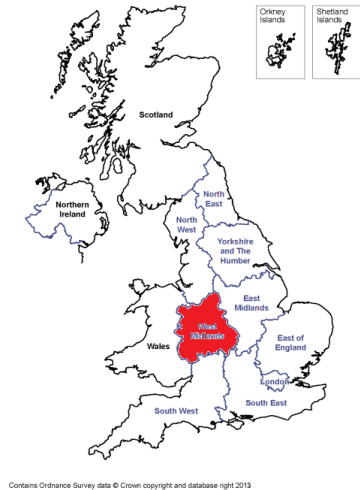 Orkney
Islands
Shetland
Islands
Scotland
Northern
Ireland
North
East
North
West
Yorkshire
and The
Humber
East
Midlands
West
Midlands
Wales
East of
England
London
South East
South West
Contains Ordnance Survey data © Crown copyright and database right 2013